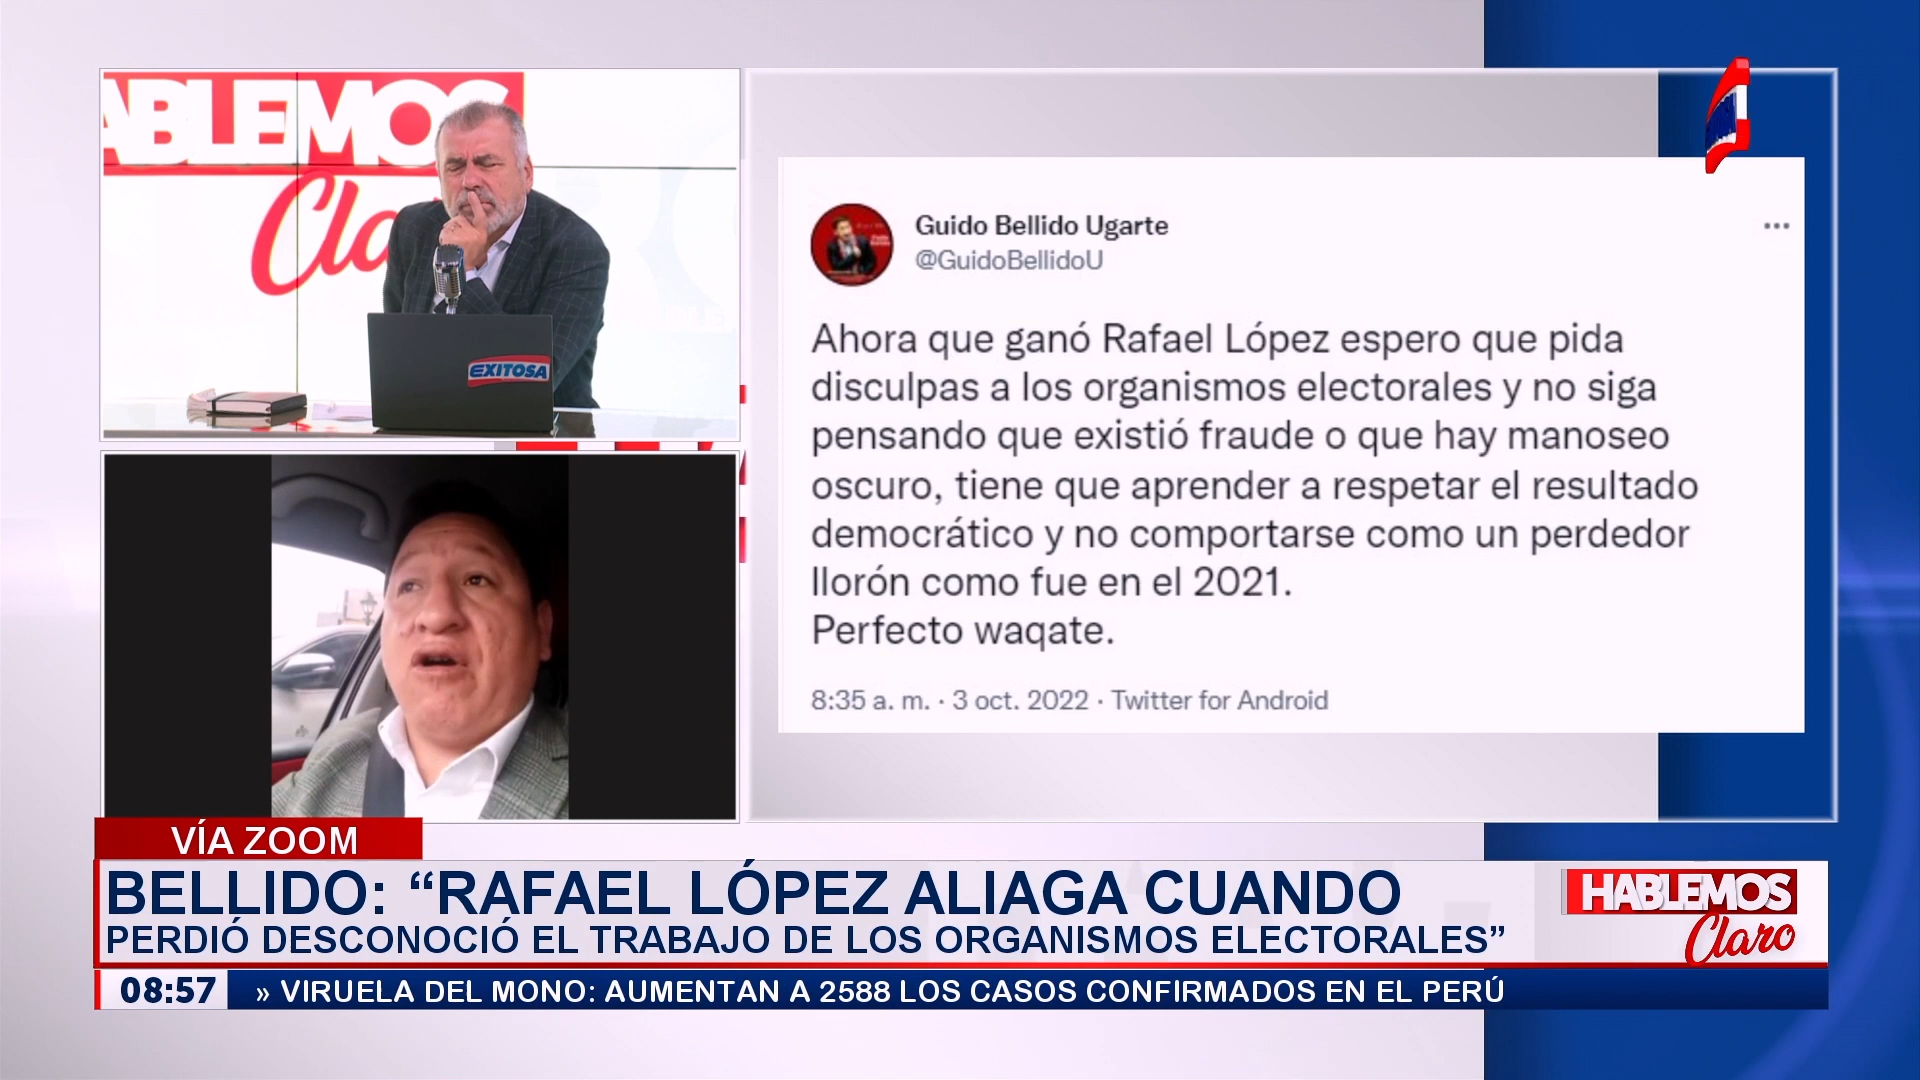 ABLEMOS
Cla
EXITOSA
Guido Bellido Ugarte
@GuidoBellidoU
Ahora que ganó Rafael López espero que pida
disculpas a los organismos electorales y no siga
pensando que existió fraude o que hay manoseo
oscuro, tiene que aprender a respetar el resultado
democrático y no comportarse como un perdedor
llorón como fue en el 2021.
Perfecto waqate.
8:35 a. m. · 3 oct. 2022 · Twitter for Android
VÍA ZOOM
BELLIDO: “RAFAEL LÓPEZ ALIAGA CUANDO
PERDIÓ DESCONOCIÓ EL TRABAJO DE LOS ORGANISMOS ELECTORALES”
HABLEMOS
Claro
08:57 » VIRUELA DEL MONO: AUMENTAN A 2588 LOS CASOS CONFIRMADOS EN EL PERÚ